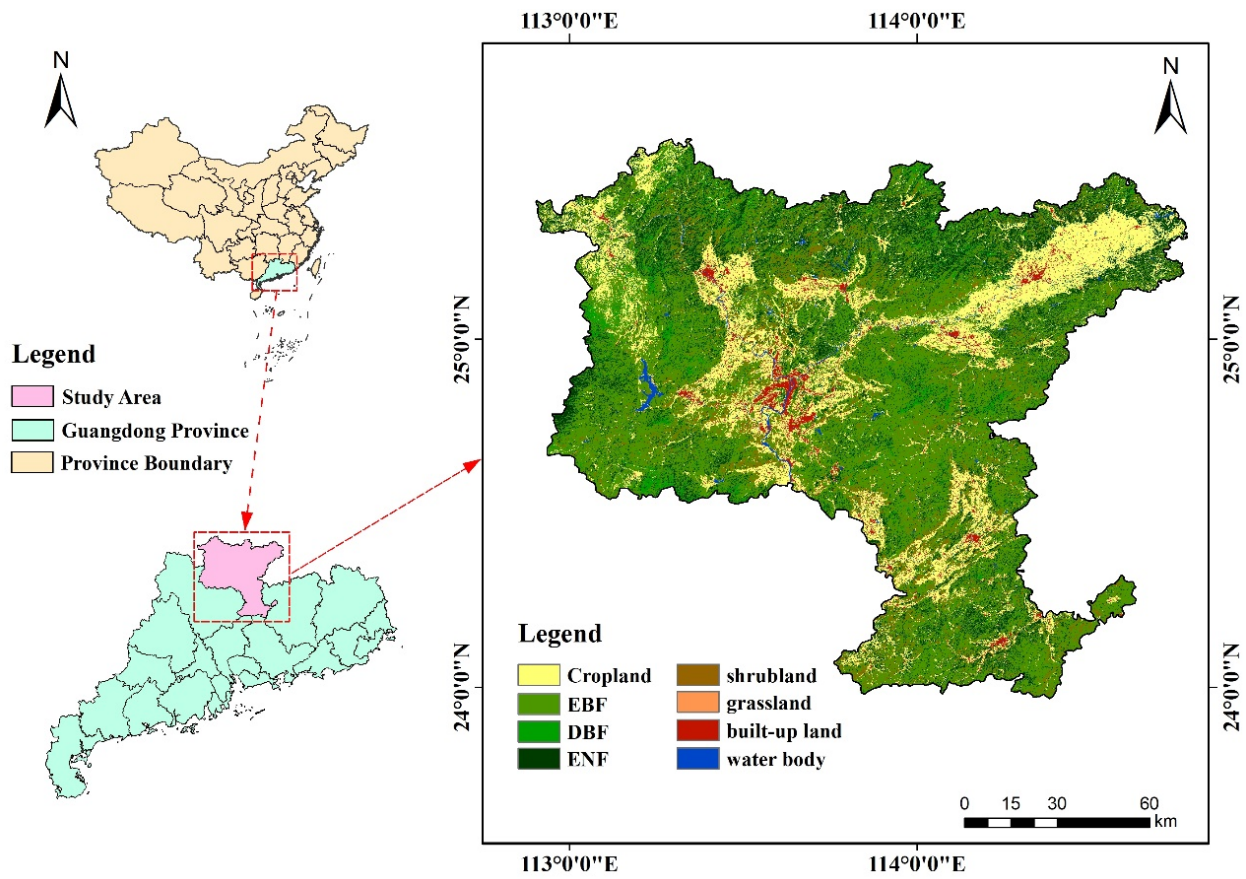 113°0'0"E
114°0'0"E
N
N
25°0'0"N
25°0'0"N
Legend
Study Area
Guangdong Province
Province Boundary
Legend
Cropland
EBF
DBF
ENF
shrubland
grassland
built-up land
water body
24°0'0"N
24°0'0"N
0 15 30 60
km
113°0'0"E
114°0'0"E